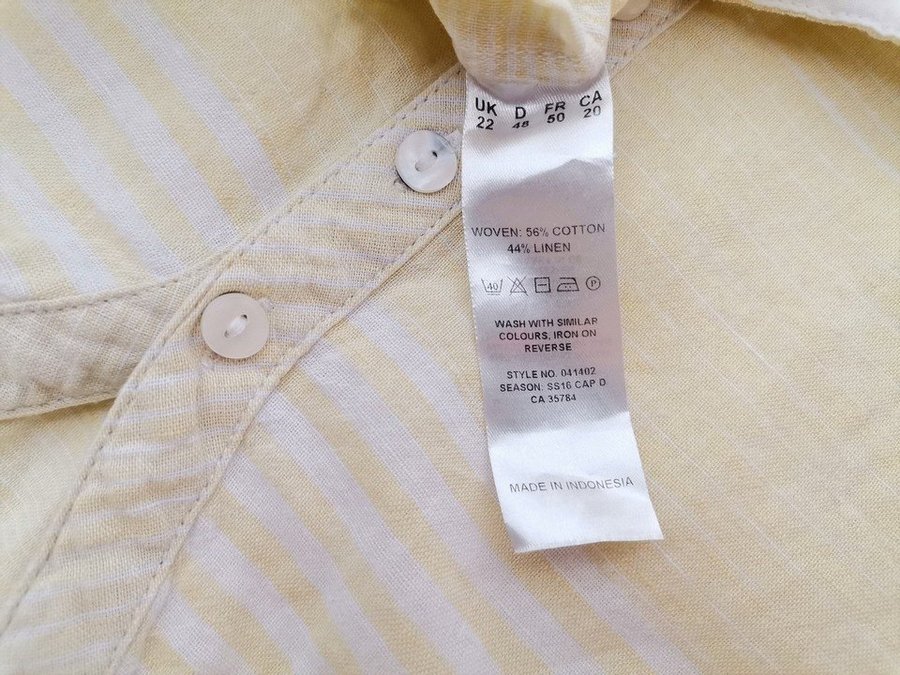 UK D FR CA
22 48 50 20
WOVEN: 56% COTTON
44% LINEN
40 P
WASH WITH SIMILAR
COLOURS, IRON ON
REVERSE
STYLE NO. 041402
SEASON: SS16 CAP D
CA 35784
MADE IN INDONESIA